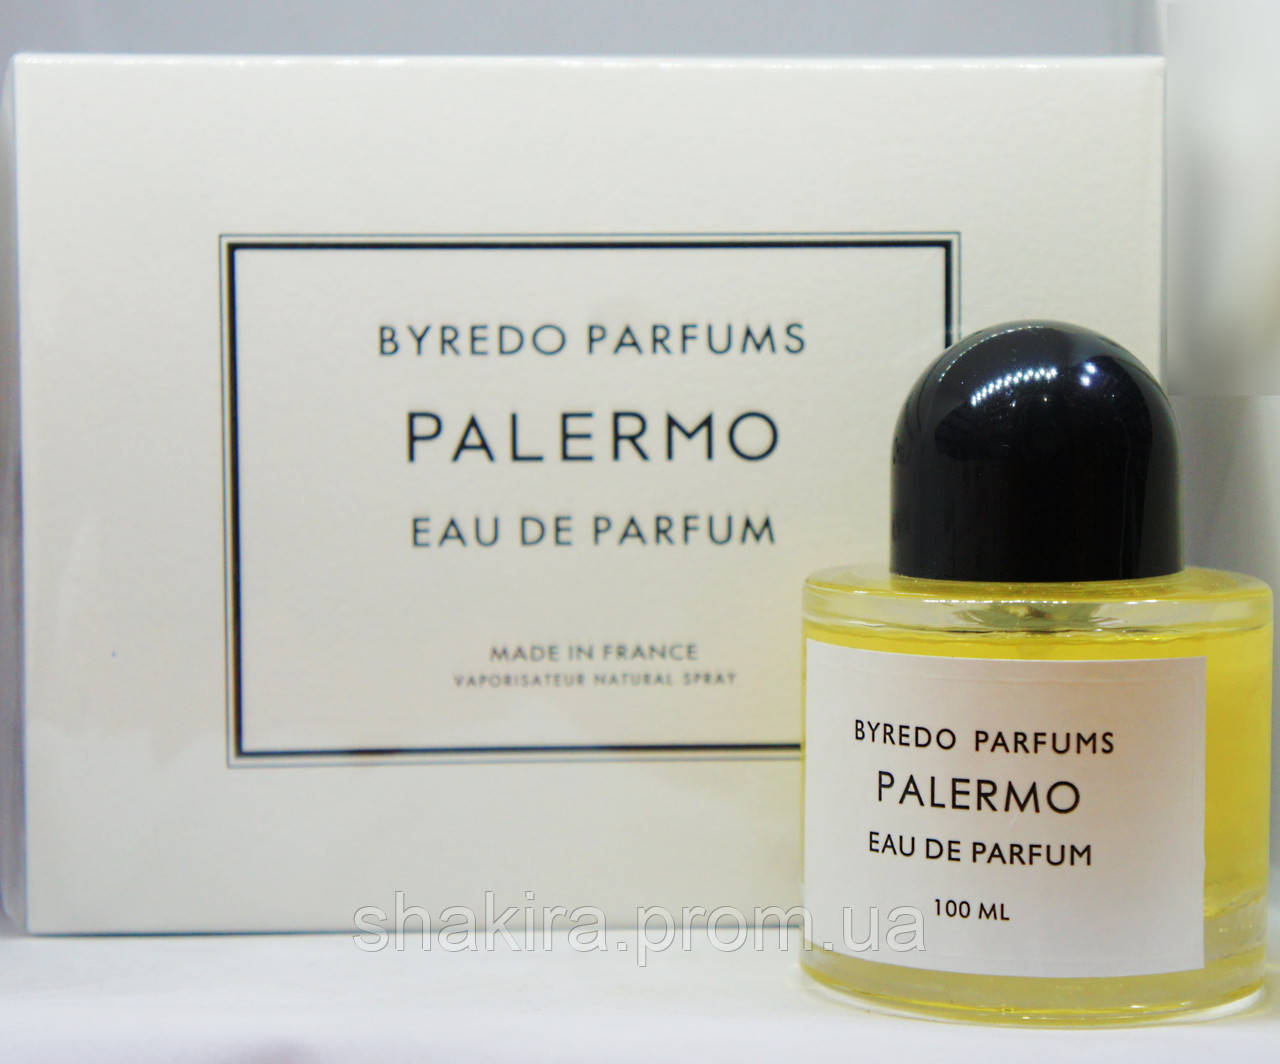 BYREDO PARFUMS
PALERMO
EAU DE PARFUM
MADE IN FRANCE
VAPORISATEUR NATURAL SPRAY
BYREDO PARFUMS
PALERMO
EAU DE PARFUM
100 ML
shakira.prom.ua